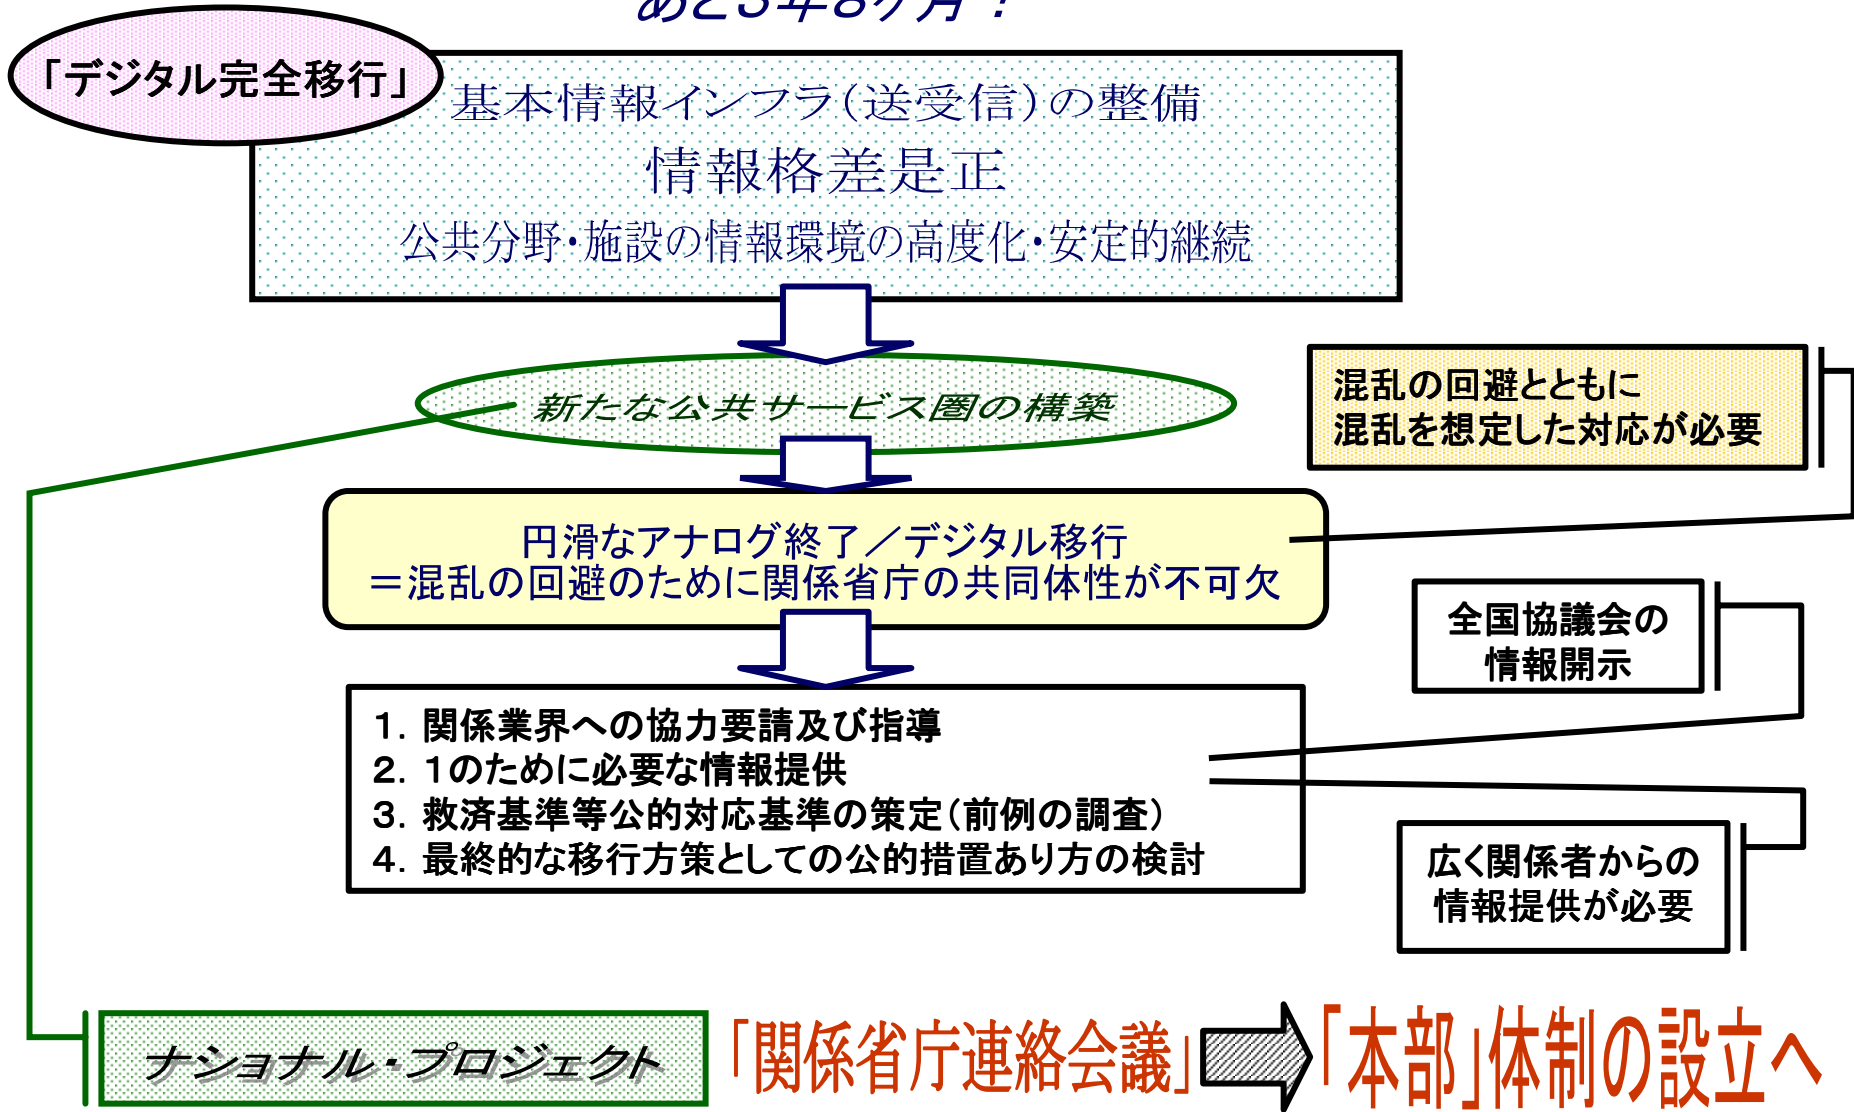 あと3年8ヶ月！
「デジタル完全移行」
基本情報インフラ（送受信）の整備
情報格差是正
公共分野・施設の情報環境の高度化・安定的継続
新たな公共サービス圏の構築
混乱の回避とともに
混乱を想定した対応が必要
円滑なアナログ終了／デジタル移行
＝混乱の回避のために関係省庁の共同体性が不可欠
全国協議会の
情報開示
1．関係業界への協力要請及び指導
2．1のために必要な情報提供
3．救済基準等公的対応基準の策定（前例の調査）
4．最終的な移行方策としての公的措置あり方の検討
広く関係者からの
情報提供が必要
ナショナル・プロジェクト
「関係省庁連絡会議」
「本部」体制の設立へ